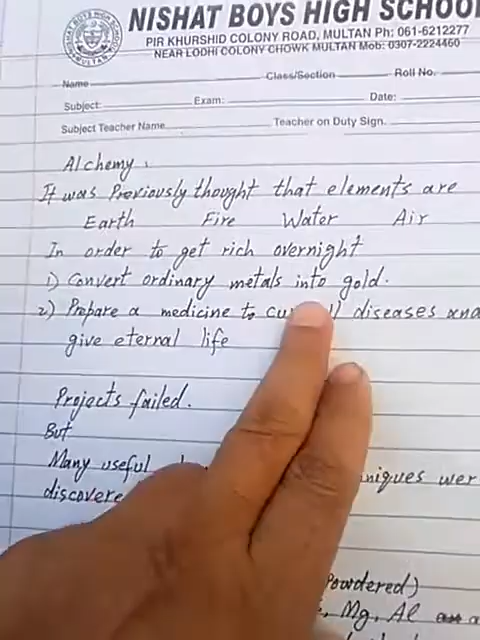 NISHAT BOYS HIGH SCHOOL
PIR KHURSHID COLONY ROAD, MULTAN Ph: 061-6212277
NEAR LODHI COLONY CHOWK MULTAN Mob: 0307-2224460
Name Class/Section Roll No.
Subject: Exam: Date:
Subject Teacher Name Teacher on Duty Sign.
Alchemy
It was Previously thought that elements are
Earth Fire Water Air
In order to get rich overnight
1) Convert ordinary metals into gold.
2) Prepare a medicine to cu ll diseases and
give eternal life
Projects failed.
But
Many useful niques wer
discovere
Powdered)
, Mg, Al